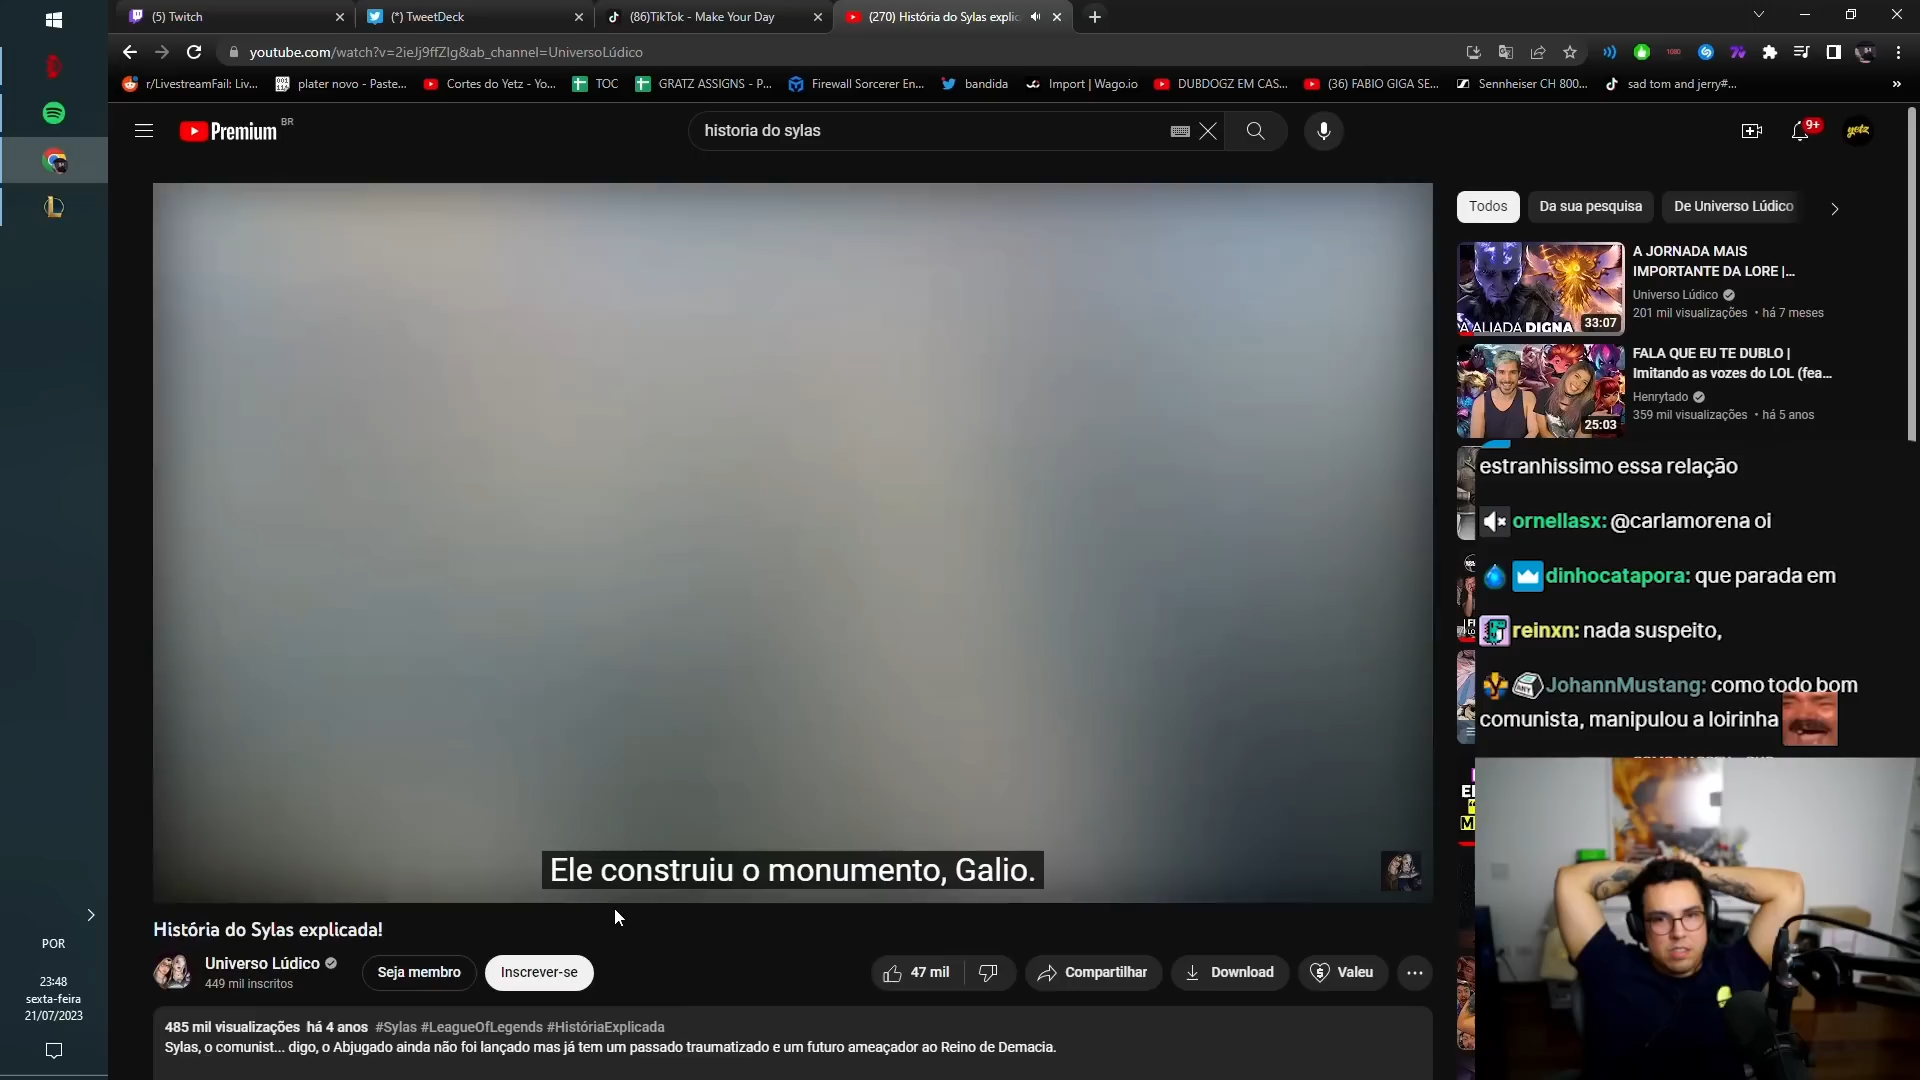 (5) Twitch
(*) TweetDeck
(86)TikTok - Make Your Day
(270) História do Sylas explic
youtube.com/watch?v=2ieJj9ffZIg&ab_channel=UniversoLúdico
r/LivestreamFail: Liv...
plater novo - Paste...
Cortes do Yetz - Yo...
TOC
GRATZ ASSIGNS - P...
Firewall Sorcerer En...
bandida
Import | Wago.io
DUBDOGZ EM CAS...
(36) FABIO GIGA SE...
Sennheiser CH 800...
sad tom and jerry#...
Premium BR
historia do sylas
9+
yetz
Todos
Da sua pesquisa
De Universo Lúdico
A JORNADA MAIS
IMPORTANTE DA LORE |...
Universo Lúdico
201 mil visualizações • há 7 meses
A ALIADA DIGNA
33:07
FALA QUE EU TE DUBLO |
Imitando as vozes do LOL (fea...
Henrytado
359 mil visualizações • há 5 anos
25:03
estranhissimo essa relação
ornellasx: @carlamorena oi
dinhocatapora: que parada em
reinxn: nada suspeito,
JohannMustang: como todo bom
comunista, manipulou a loirinha
Ele construiu o monumento, Galio.
História do Sylas explicada!
Universo Lúdico
449 mil inscritos
Seja membro
Inscrever-se
47 mil
Compartilhar
Download
Valeu
485 mil visualizações há 4 anos #Sylas #LeagueOfLegends #HistóriaExplicada
Sylas, o comunist... digo, o Abjugado ainda não foi lançado mas já tem um passado traumatizado e um futuro ameaçador ao Reino de Demacia.
POR
23:48
sexta-feira
21/07/2023